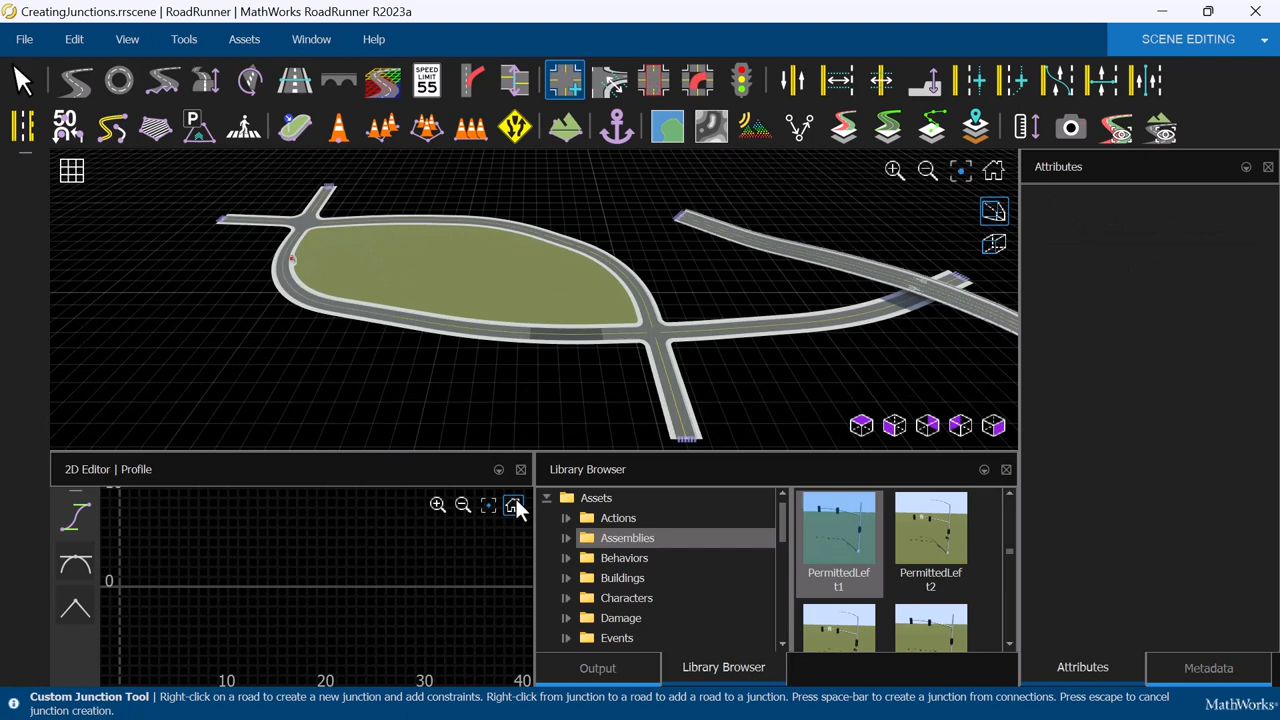 CreatingJunctions.rrscene | RoadRunner | MathWorks RoadRunner R2023a
File Edit View Tools Assets Window Help
SCENE EDITING
SPEED LIMIT 55
50
P
Attributes
2D Editor | Profile
0
10 20 30 40
Library Browser
Assets
Actions
Assemblies
Behaviors
Buildings
Characters
Damage
Events
PermittedLef
t1
PermittedLef
t2
Output
Library Browser
Attributes
Metadata
Custom Junction Tool | Right-click on a road to create a new junction and add constraints. Right-click from junction to a road to add a road to a junction. Press space-bar to create a junction from connections. Press escape to cancel
junction creation.
MathWorks